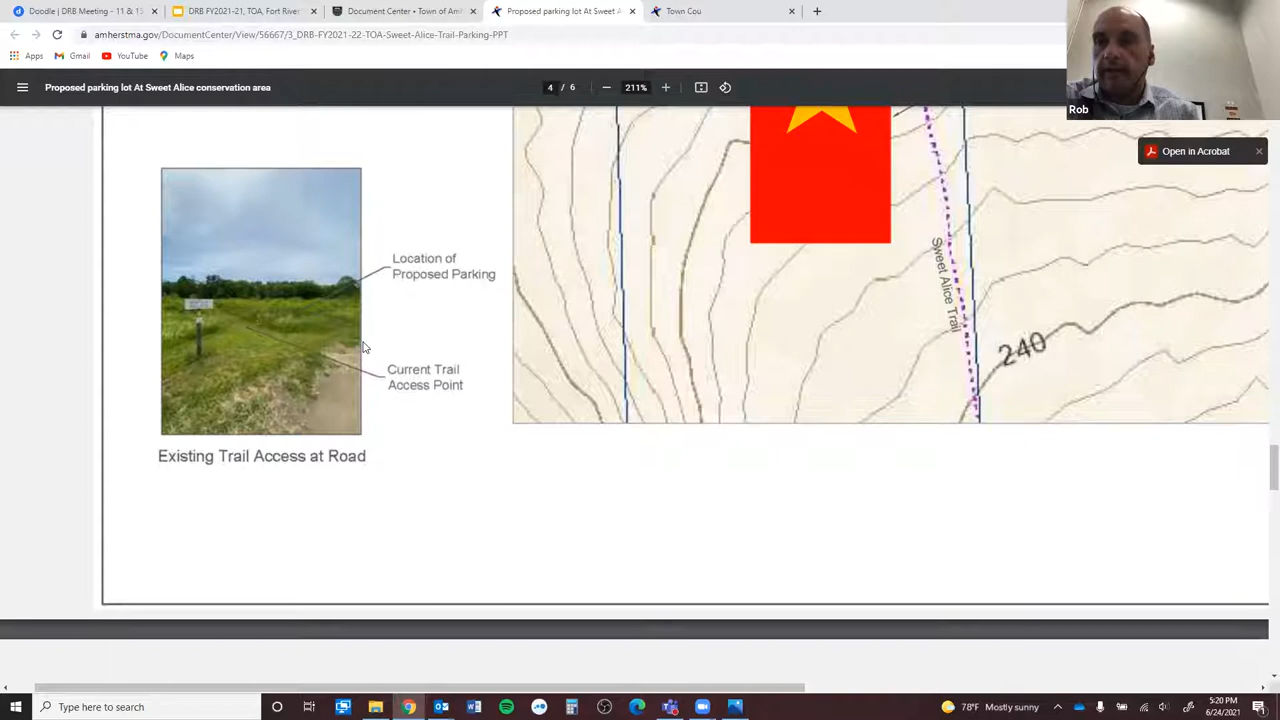 Doodle | DRB Meeting - 11 & 15
DRB FY2021-21, TOA, Fort River
Document Center • Town of Am
Proposed parking lot At Sweet A
Town Cou
amherstma.gov/DocumentCenter/View/56667/3_DRB-FY2021-22-TOA-Sweet-Alice-Trail-Parking-PPT
Apps
Gmail
YouTube
Maps
Proposed parking lot At Sweet Alice conservation area
4 / 6
211%
Rob
Open in Acrobat
Location of
Proposed Parking
Current Trail
Access Point
Existing Trail Access at Road
Sweet Alice Trail
240
Type here to search
78°F Mostly sunny
5:20 PM
6/24/2021